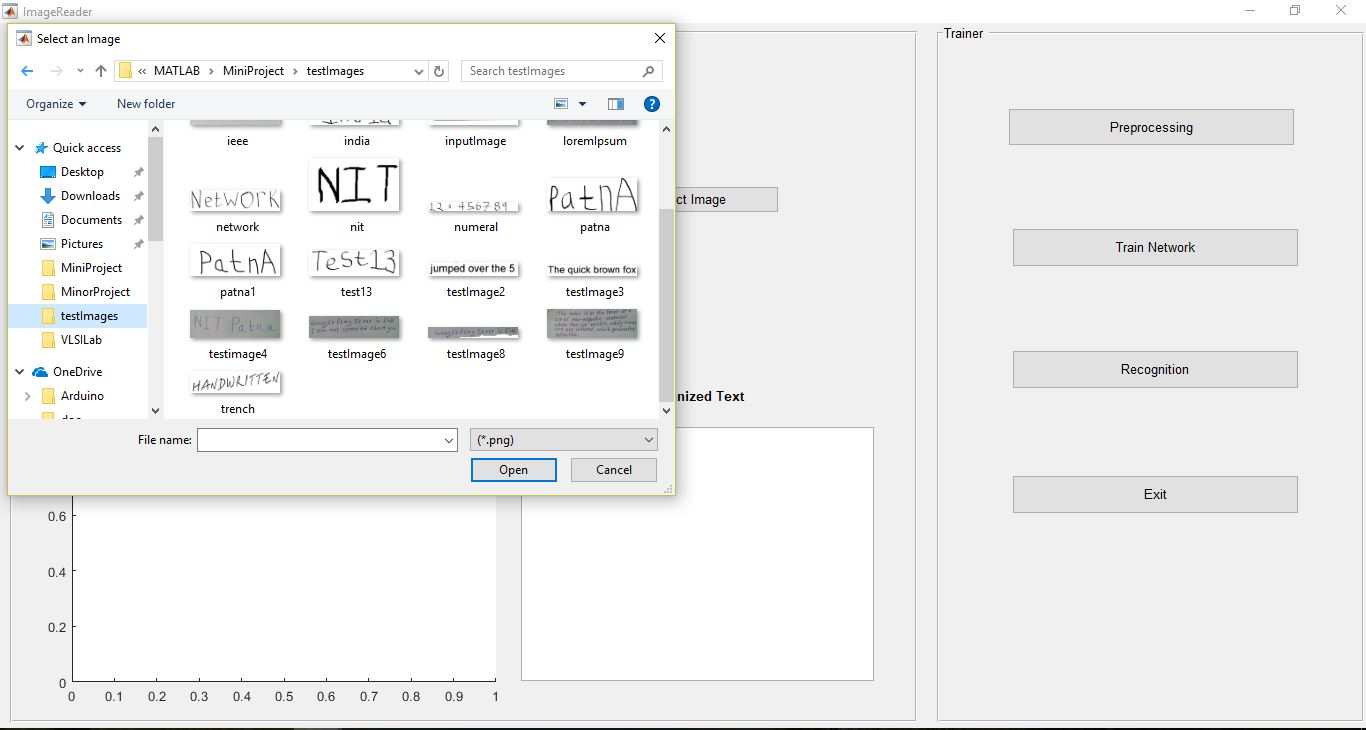 ImageReader
Select an Image
« MATLAB › MiniProject › testImages
Search testImages
Organize
New folder
Quick access
Desktop
Downloads
Documents
Pictures
MiniProject
MinorProject
testImages
VLSILab
OneDrive
Arduino
ieee
india
inputImage
loremIpsum
NetWORK
NIT
PatnA
network
nit
numeral
patna
PatnA
TeST13
jumped over the 5
The quick brown fox
patna1
test13
testImage2
testImage3
NIT Patna
testimage4
testImage6
testImage8
testImage9
HANDWRITTEN
trench
File name:
(*.png)
Open
Cancel
ct Image
nized Text
0.6
0.4
0.2
0
0 0.1 0.2 0.3 0.4 0.5 0.6 0.7 0.8 0.9 1
Trainer
Preprocessing
Train Network
Recognition
Exit